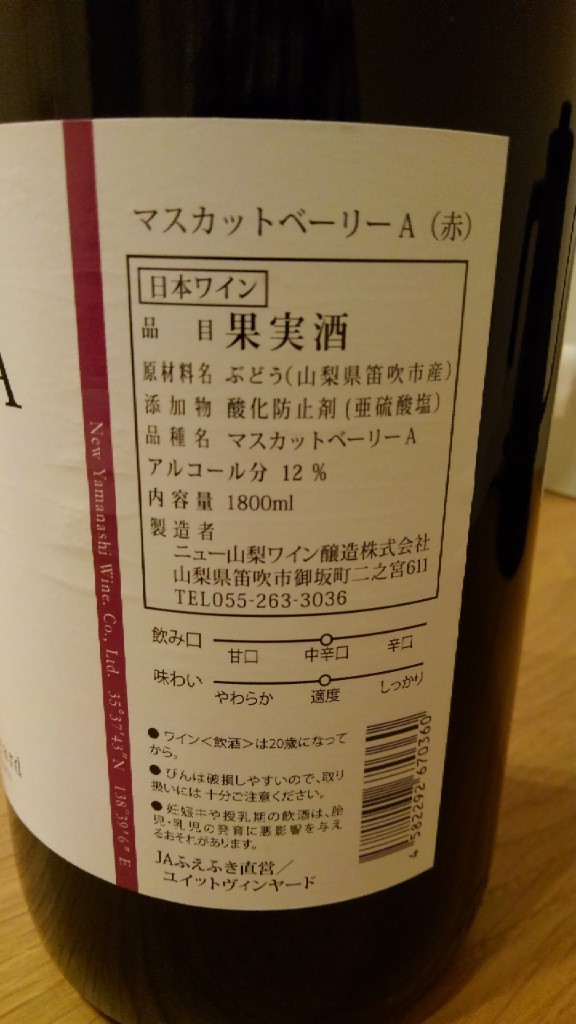 A
マスカットベーリーA（赤）
日本ワイン
品目 果実酒
原材料名 ぶどう(山梨県笛吹市産)
添加物 酸化防止剤(亜硫酸塩)
品種名 マスカットベーリーA
アルコール分 12%
内容量 1800ml
製造者
ニュー山梨ワイン醸造株式会社
山梨県笛吹市御坂町二之宮611
TEL055-263-3036
飲み口
甘口 中辛口 辛口
味わい
やわらか 適度 しっかり
●ワイン<飲酒>は20歳になって
から。
●びんは破損しやすいので、取り
扱いには十分ご注意ください。
●妊娠中や授乳期の飲酒は、胎
児・乳児の発育に悪影響を与え
るおそれがあります。
JAふえふき直営／
ユイットヴィンヤード
4 582292 670360
New Yamanashi Wine. Co., Ltd. 35°37'43"N 138°39'6"E